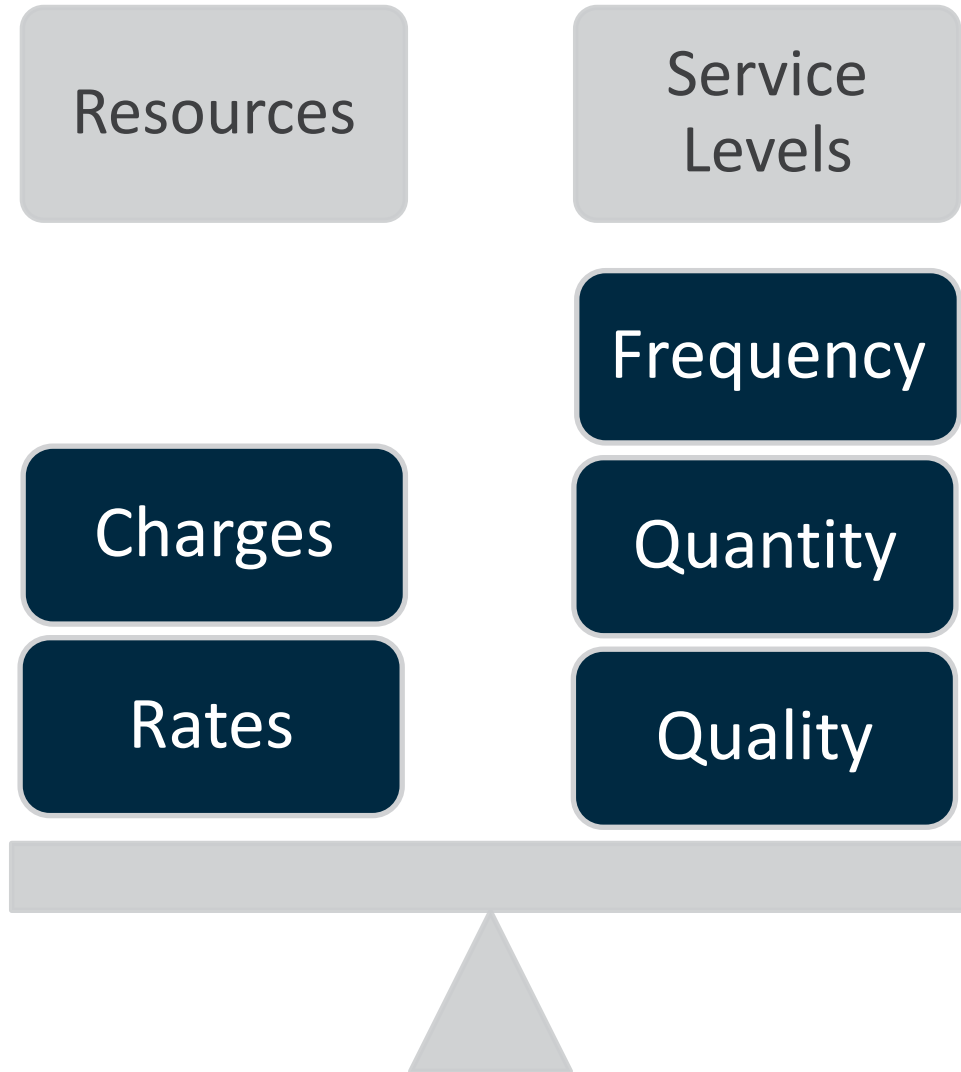 Resources
Service
Levels
Frequency
Charges
Quantity
Rates
Quality